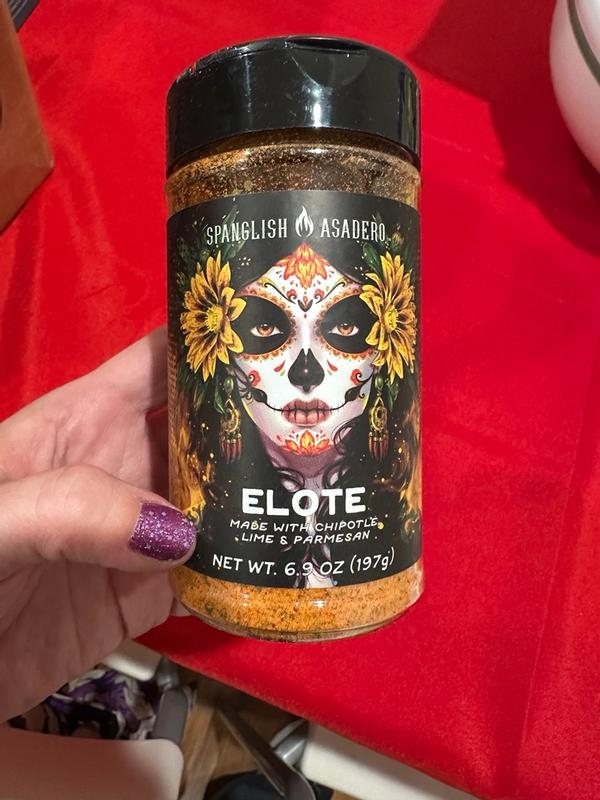 SPANGLISH ASADERO
ELOTE
MADE WITH CHIPOTLE,
LIME & PARMESAN
NET WT. 6.9 OZ (197g)